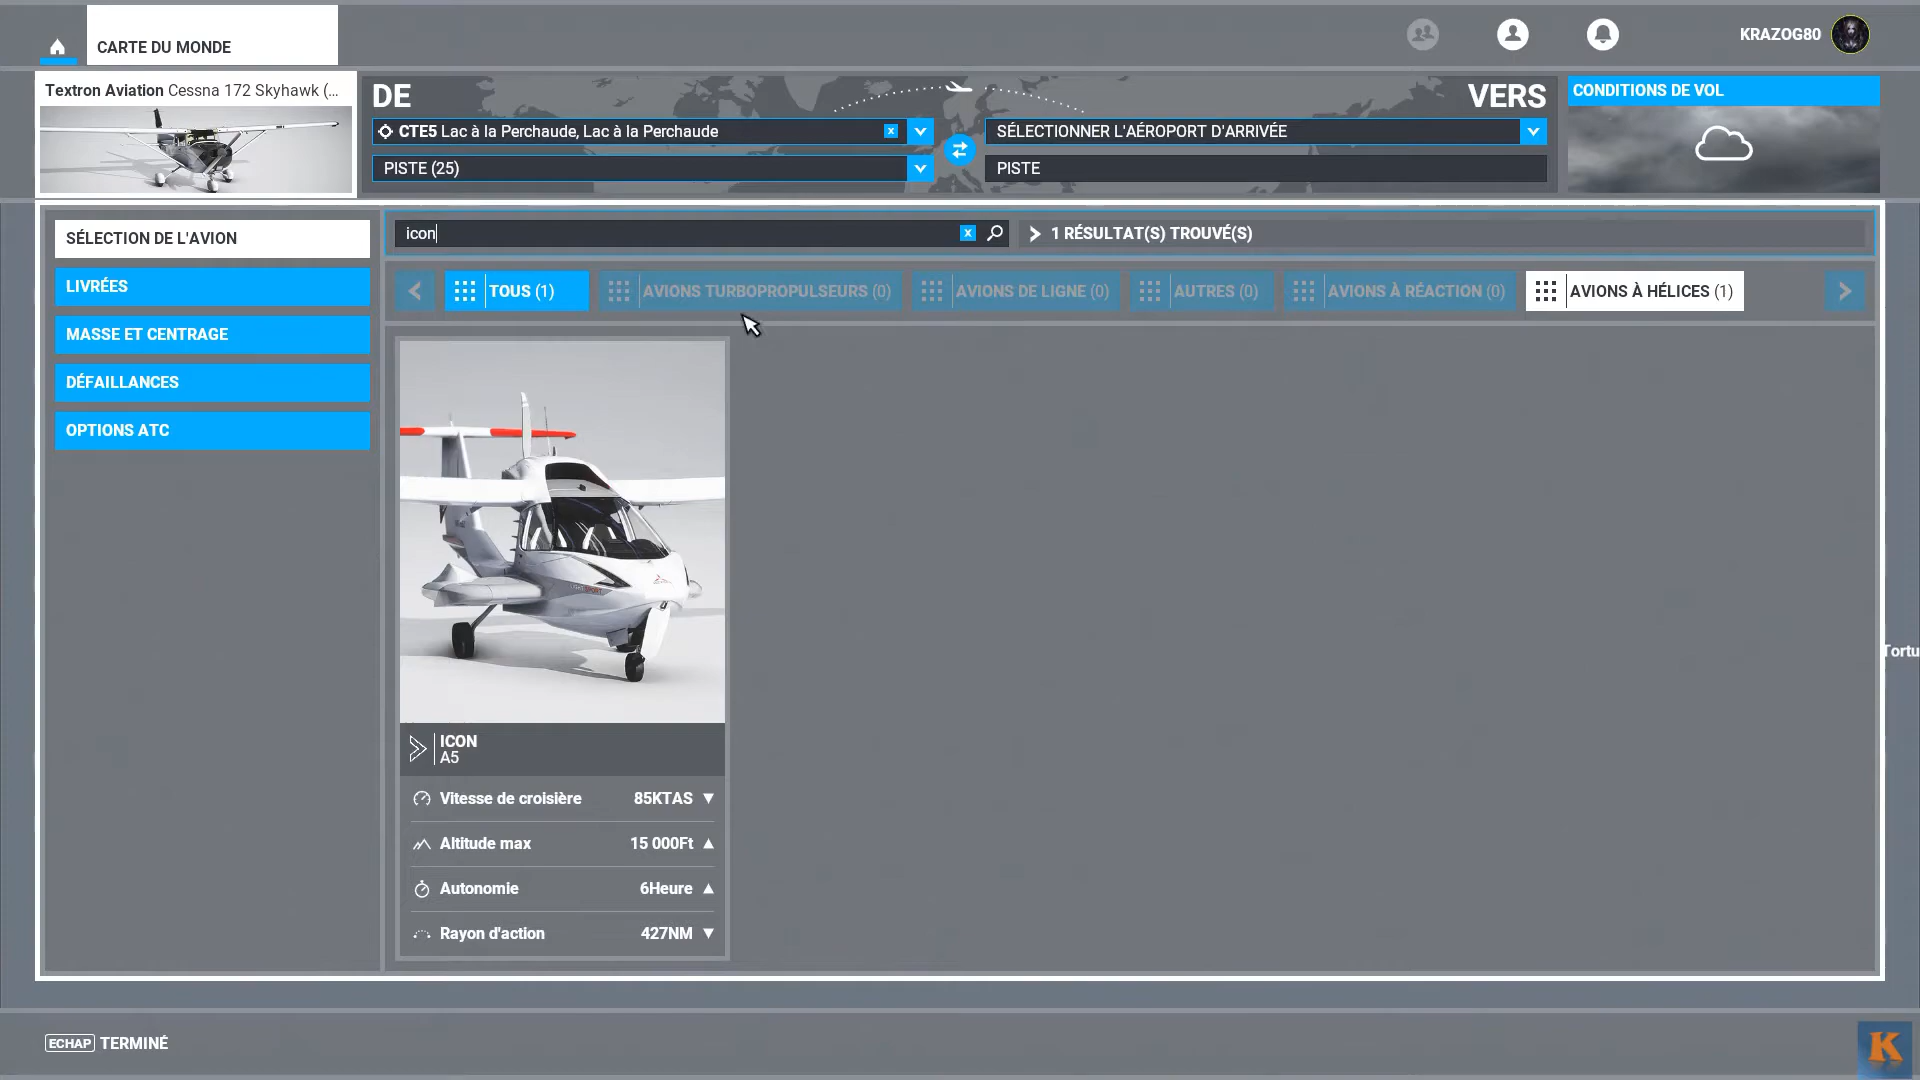 CARTE DU MONDE
KRAZOG80
Textron Aviation Cessna 172 Skyhawk (...
DE
VERS
CTE5 Lac à la Perchaude, Lac à la Perchaude
SÉLECTIONNER L'AÉROPORT D'ARRIVÉE
PISTE (25)
PISTE
CONDITIONS DE VOL
SÉLECTION DE L'AVION
LIVRÉES
MASSE ET CENTRAGE
DÉFAILLANCES
OPTIONS ATC
icon
1 RÉSULTAT(S) TROUVÉ(S)
TOUS (1)
AVIONS TURBOPROPULSEURS (0)
AVIONS DE LIGNE (0)
AUTRES (0)
AVIONS À RÉACTION (0)
AVIONS À HÉLICES (1)
ICON
A5
Vitesse de croisière 85KTAS
Altitude max 15 000Ft
Autonomie 6Heure
Rayon d'action 427NM
Tortu
ECHAP TERMINÉ
K